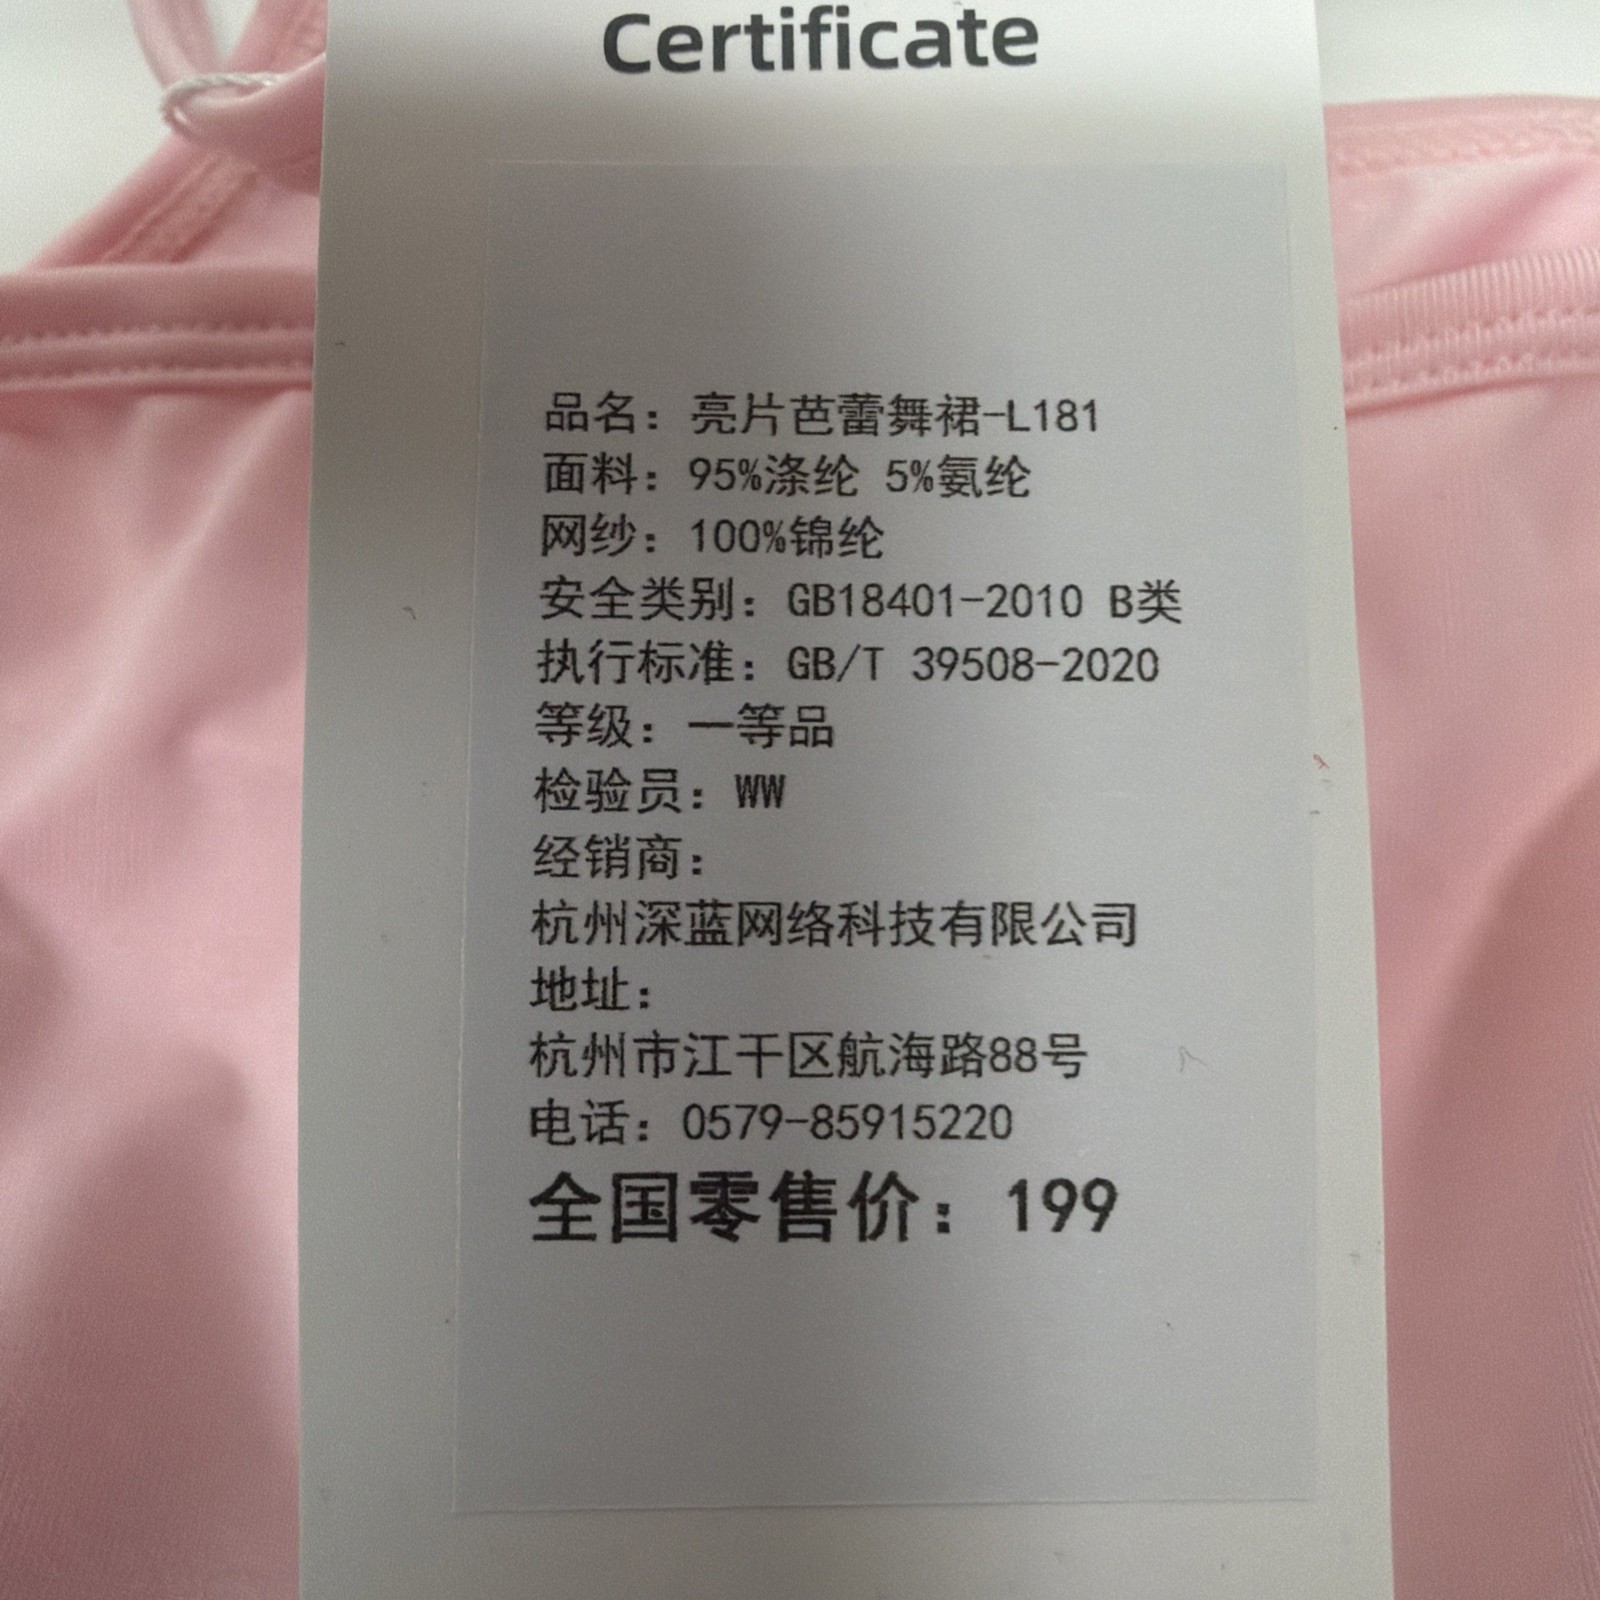 Certificate
品名：亮片芭蕾舞裙-L181
面料：95%涤纶 5%氨纶
网纱：100%锦纶
安全类别：GB18401-2010 B类
执行标准：GB/T 39508-2020
等级：一等品
检验员：WW
经销商：
杭州深蓝网络科技有限公司
地址：
杭州市江干区航海路88号
电话：0579-85915220
全国零售价：199